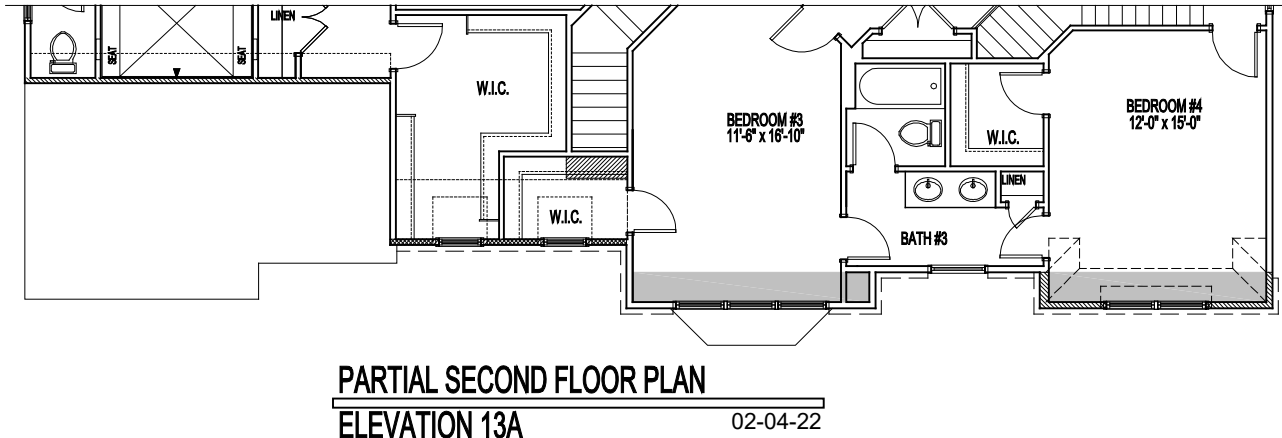 LINEN
SEAT
SEAT
W.I.C.
BEDROOM #3
11'-6" x 16'-10"
BEDROOM #4
12'-0" x 15'-0"
W.I.C.
LINEN
W.I.C.
BATH #3
PARTIAL SECOND FLOOR PLAN
ELEVATION 13A
02-04-22